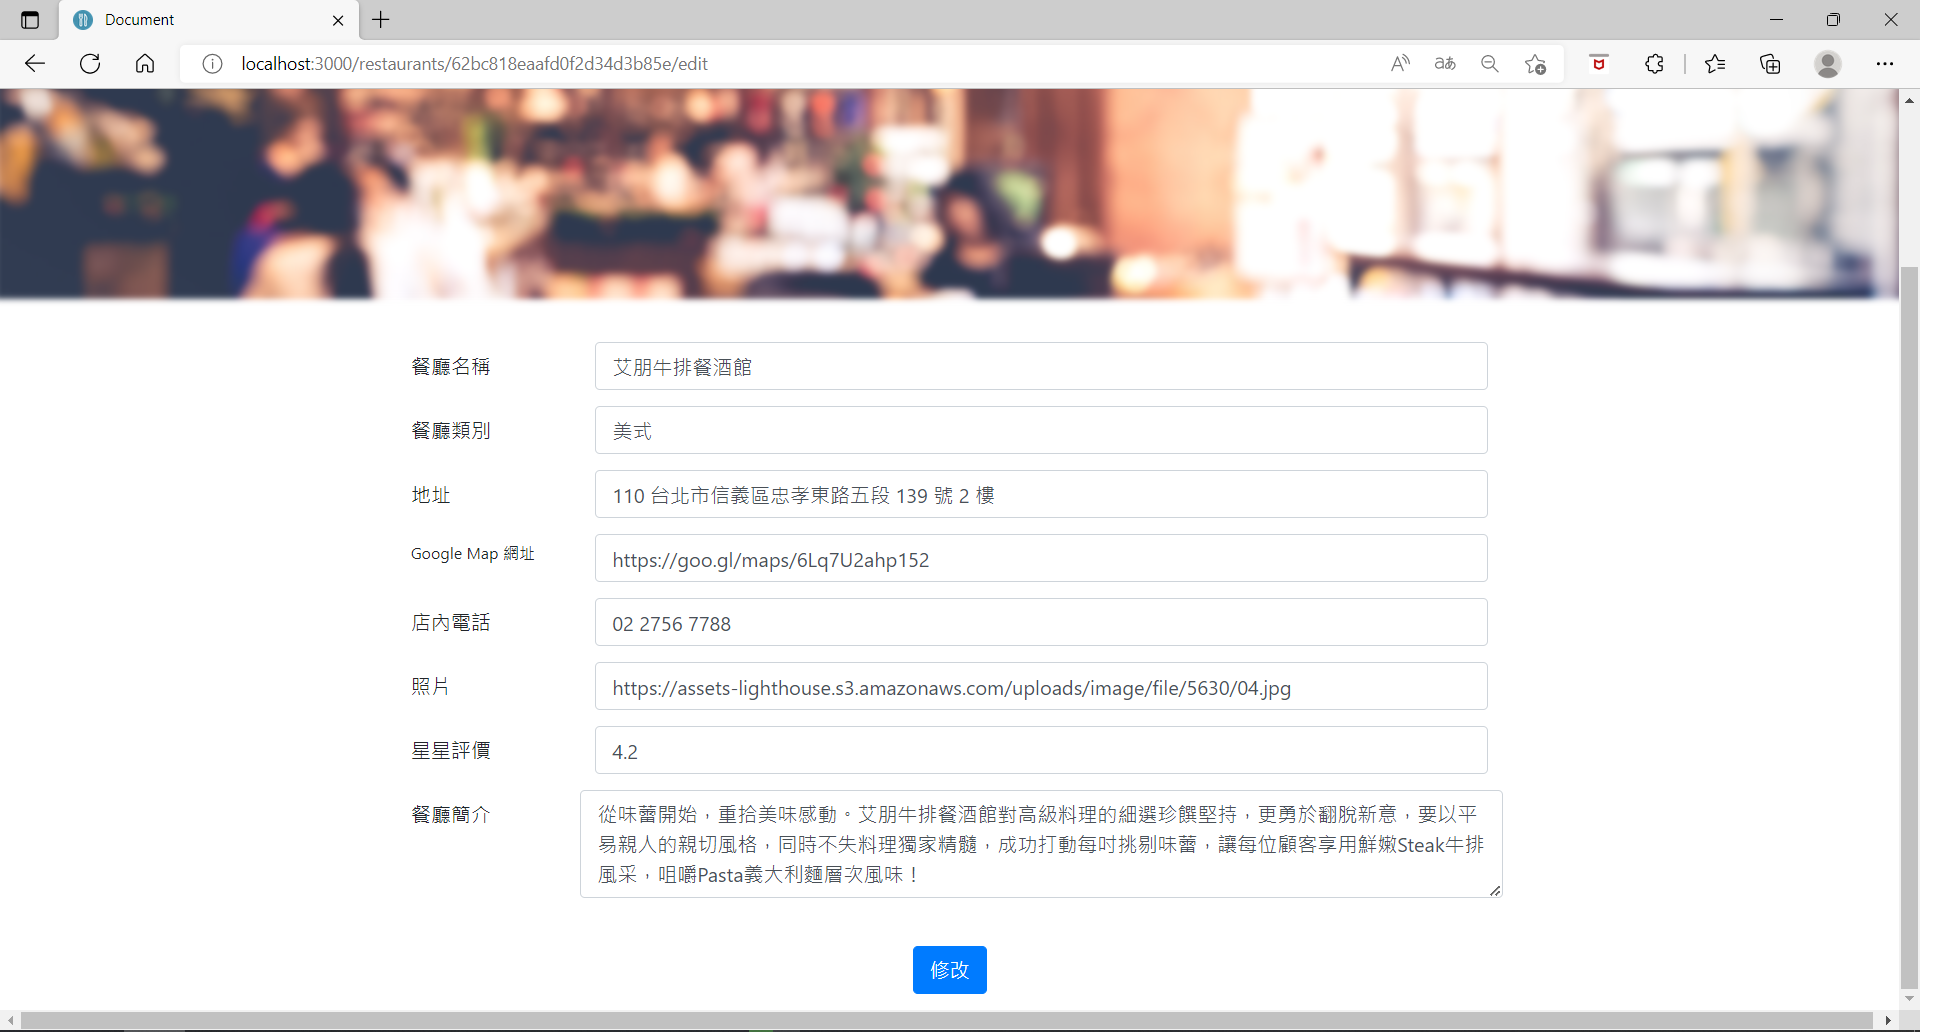 Document
localhost:3000/restaurants/62bc818eaafd0f2d34d3b85e/edit
餐廳名稱
艾朋牛排餐酒館
餐廳類別
美式
地址
110 台北市信義區忠孝東路五段 139 號 2 樓
Google Map 網址
https://goo.gl/maps/6Lq7U2ahp152
店內電話
02 2756 7788
照片
https://assets-lighthouse.s3.amazonaws.com/uploads/image/file/5630/04.jpg
星星評價
4.2
餐廳簡介
從味蕾開始，重拾美味感動。艾朋牛排餐酒館對高級料理的細選珍饌堅持，更勇於翻脫新意，要以平
易親人的親切風格，同時不失料理獨家精髓，成功打動每吋挑剔味蕾，讓每位顧客享用鮮嫩Steak牛排
風采，咀嚼Pasta義大利麵層次風味！
修改